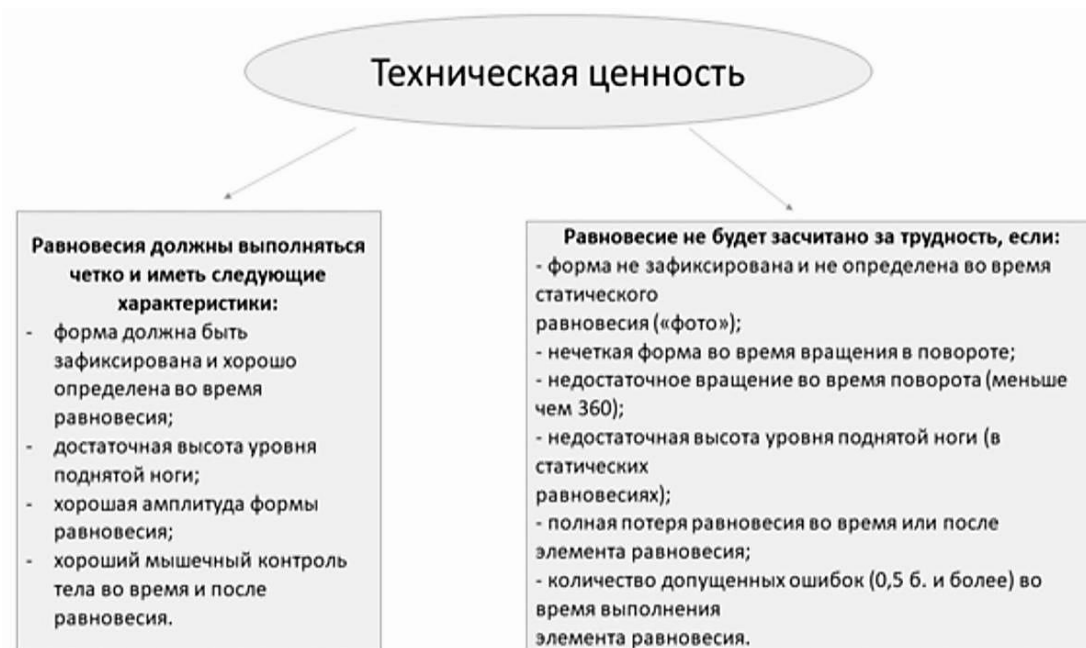 Техническая ценность
Равновесия должны выполняться
четко и иметь следующие
характеристики:
- форма должна быть
зафиксирована и хорошо
определена во время
равновесия;
- достаточная высота уровня
поднятой ноги;
- хорошая амплитуда формы
равновесия;
- хороший мышечный контроль
тела во время и после
равновесия.
Равновесие не будет засчитано за трудность, если:
- форма не зафиксирована и не определена во время
статического
равновесия («фото»);
- нечеткая форма во время вращения в повороте;
- недостаточное вращение во время поворота (меньше
чем 360);
- недостаточная высота уровня поднятой ноги (в
статических
равновесиях);
- полная потеря равновесия во время или после
элемента равновесия;
- количество допущенных ошибок (0,5 б. и более) во
время выполнения
элемента равновесия.